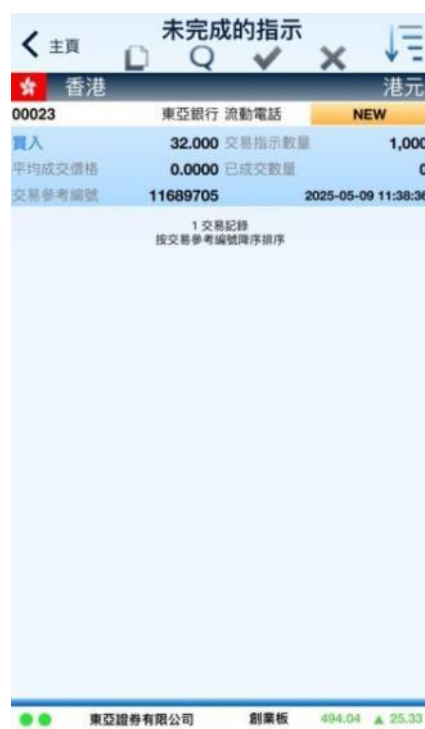 未完成的指示
主頁
香港 港元
00023 東亞銀行 流動電話 NEW
買入 32.000 交易指示數量 1,000
平均成交價格 0.0000 已成交數量 0
交易參考編號 11689705 2025-05-09 11:38:36
1 交易記錄
按交易參考編號降序排序
東亞證券有限公司 創業板 494.04 ▲ 25.33